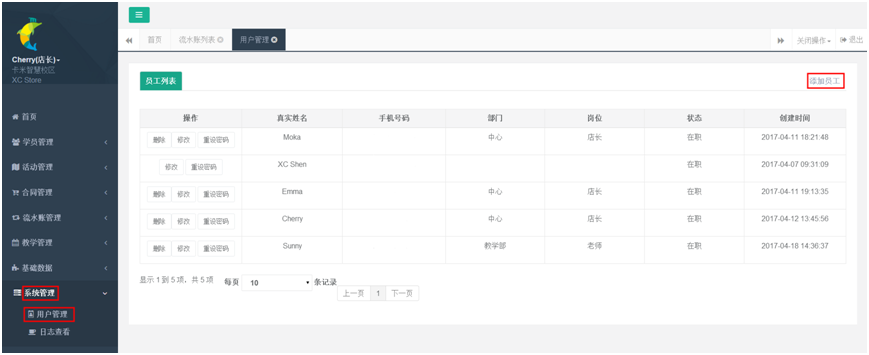 Cherry(店长)
卡米智慧校区
XC Store
首页
学员管理
活动管理
合同管理
流水账管理
教学管理
基础数据
系统管理
用户管理
日志查看
首页 流水账列表 用户管理 关闭操作 退出
员工列表 添加员工
操作 真实姓名 手机号码 部门 岗位 状态 创建时间
删除 修改 重设密码 Moka 中心 店长 在职 2017-04-11 18:21:48
修改 重设密码 XC Shen 在职 2017-04-07 09:31:09
删除 修改 重设密码 Emma 中心 店长 在职 2017-04-11 19:13:35
删除 修改 重设密码 Cherry 中心 店长 在职 2017-04-12 13:45:56
删除 修改 重设密码 Sunny 教学部 老师 在职 2017-04-18 14:36:37
显示 1 到 5 项，共 5 项 每页 10 条记录
上一页 1 下一页